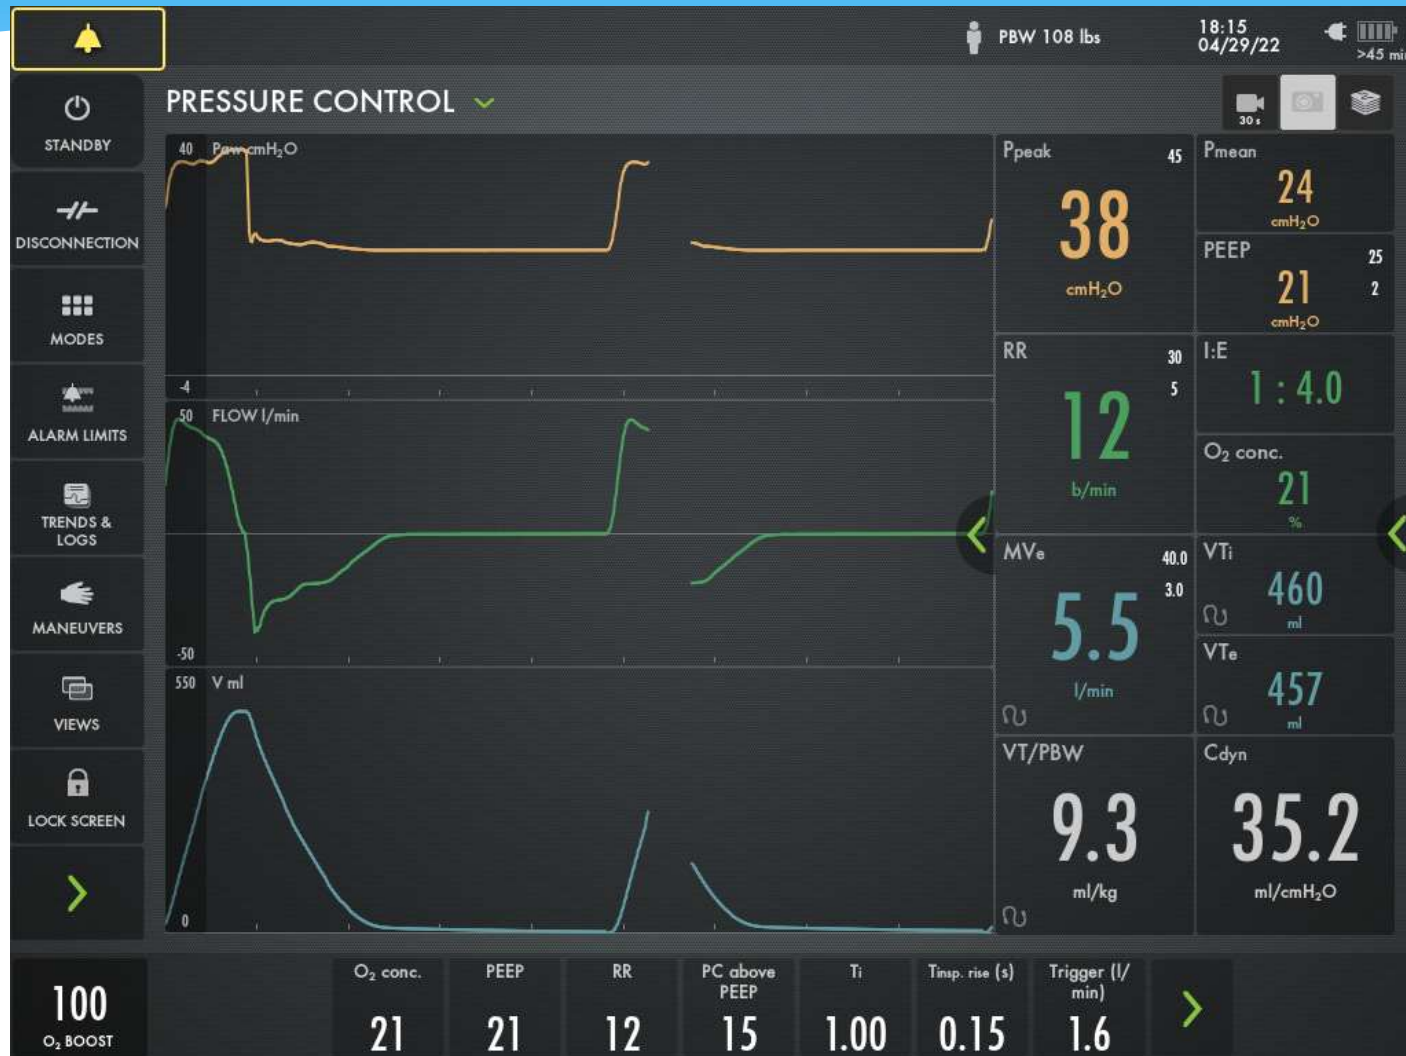 PBW 108 lbs
18:15
04/29/22
>45 min
STANDBY
DISCONNECTION
MODES
ALARM LIMITS
TRENDS &
LOGS
MANEUVERS
VIEWS
LOCK SCREEN
100
O₂ BOOST
PRESSURE CONTROL
30 s
40 Paw cmH₂O
-4
50 FLOW l/min
-50
550 V ml
0
Ppeak 45
38
cmH₂O
Pmean
24
cmH₂O
PEEP 25
21 2
cmH₂O
RR 30
5
12
b/min
I:E
1 : 4.0
O₂ conc.
21
%
MVe 40.0
3.0
5.5
l/min
VTi
460
ml
VTe
457
ml
VT/PBW
9.3
ml/kg
Cdyn
35.2
ml/cmH₂O
O₂ conc.
21
PEEP
21
RR
12
PC above
PEEP
15
Ti
1.00
Tinsp. rise (s)
0.15
Trigger (l/
min)
1.6